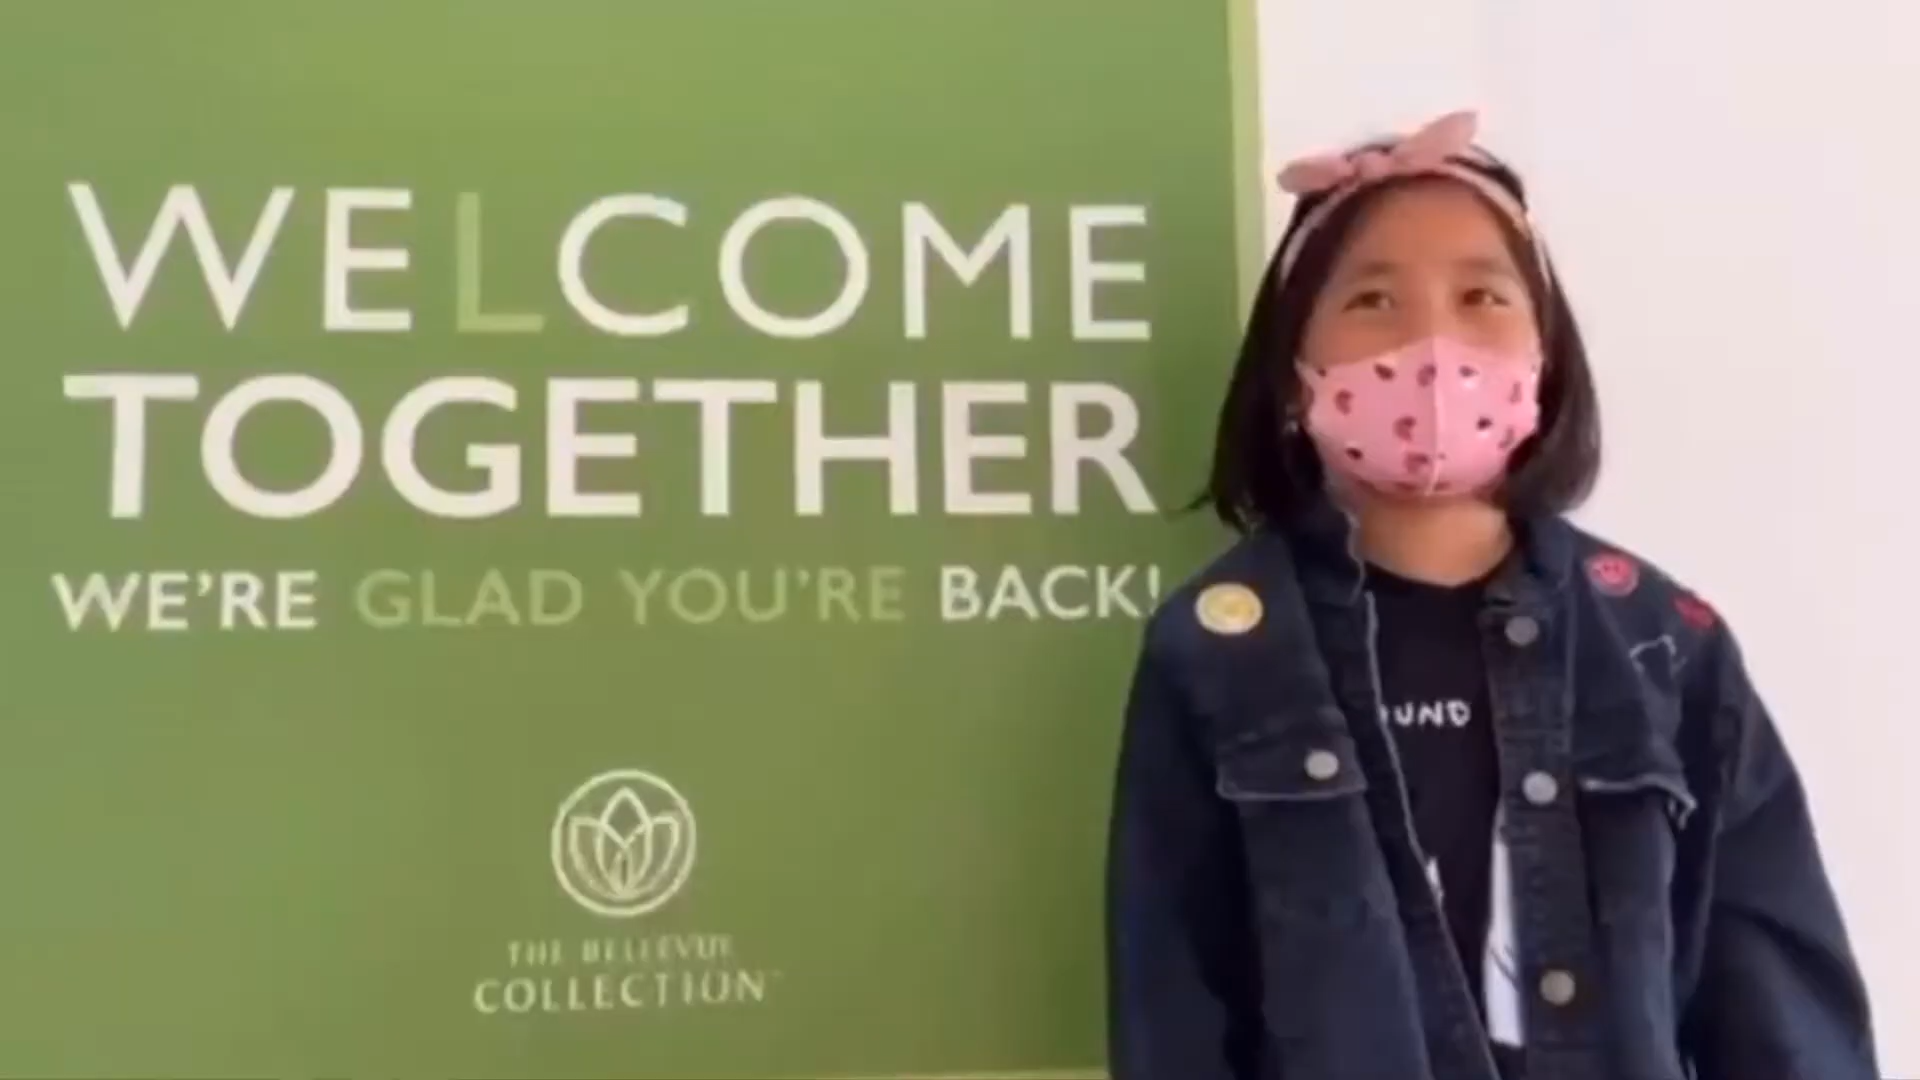 WELCOME
TOGETHER
WE'RE GLAD YOU'RE BACK!
THE BELLEVUE
COLLECTION